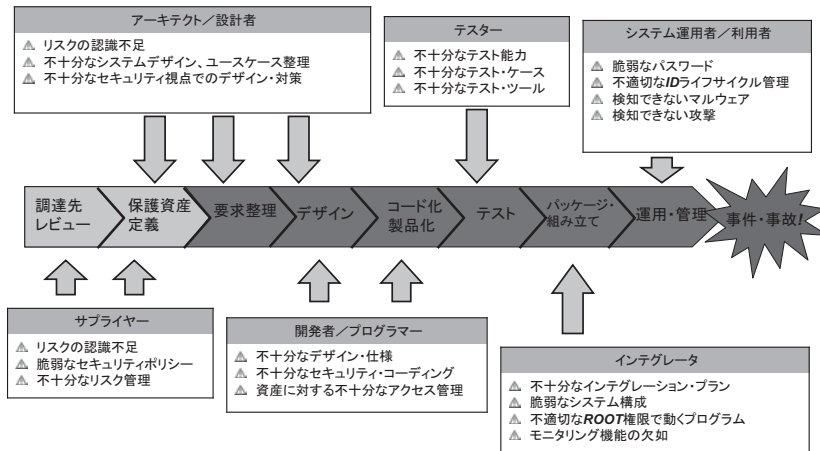 アーキテクト／設計者
リスクの認識不足
不十分なシステムデザイン、ユースケース整理
不十分なセキュリティ視点でのデザイン・対策
テスター
不十分なテスト能力
不十分なテスト・ケース
不十分なテスト・ツール
システム運用者／利用者
脆弱なパスワード
不適切なIDライフサイクル管理
検知できないマルウェア
検知できない攻撃
調達先
レビュー
保護資産
定義
要求整理
デザイン
コード化
製品化
テスト
パッケージ・
組み立て
運用・管理
事件・事故!
サプライヤー
リスクの認識不足
脆弱なセキュリティポリシー
不十分なリスク管理
開発者／プログラマー
不十分なデザイン・仕様
不十分なセキュリティ・コーディング
資産に対する不十分なアクセス管理
インテグレータ
不十分なインテグレーション・プラン
脆弱なシステム構成
不適切なROOT権限で動くプログラム
モニタリング機能の欠如